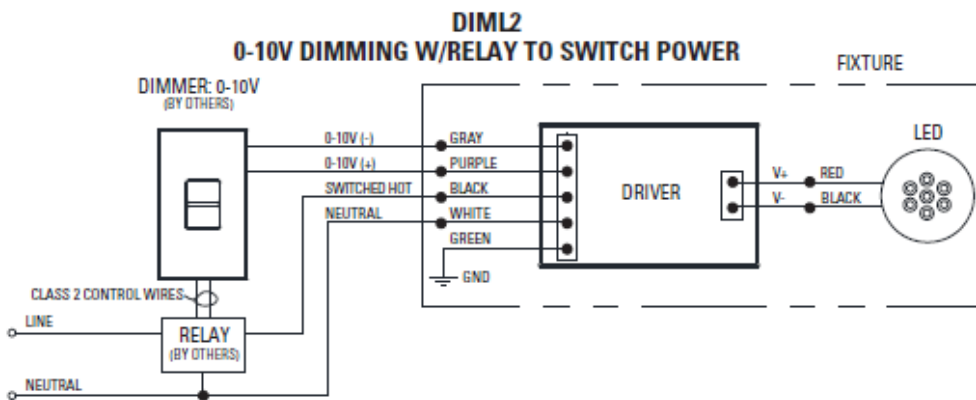 DIML2
0-10V DIMMING W/RELAY TO SWITCH POWER
FIXTURE
DIMMER: 0-10V
(BY OTHERS)
LED
0-10V (-)
GRAY
0-10V (+)
PURPLE
SWITCHED HOT
BLACK
NEUTRAL
WHITE
GREEN
GND
DRIVER
V+
RED
V-
BLACK
CLASS 2 CONTROL WIRES
LINE
RELAY
(BY OTHERS)
NEUTRAL